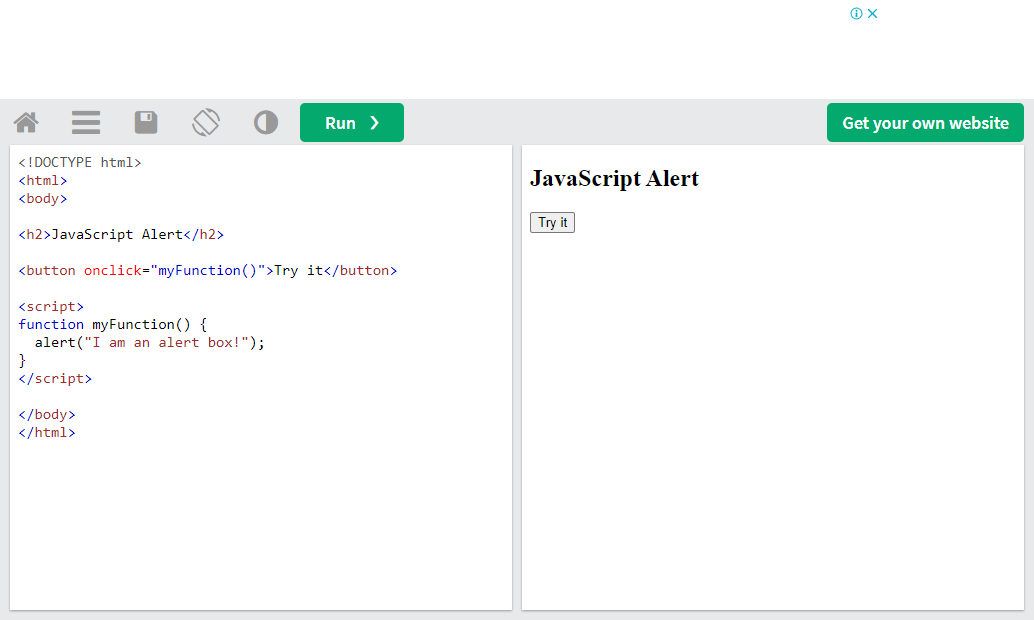 Run ❯
Get your own website
<!DOCTYPE html>
<html>
<body>
<h2>JavaScript Alert</h2>
<button onclick="myFunction()">Try it</button>
<script>
function myFunction() {
  alert("I am an alert box!");
}
</script>
</body>
</html>
JavaScript Alert
Try it